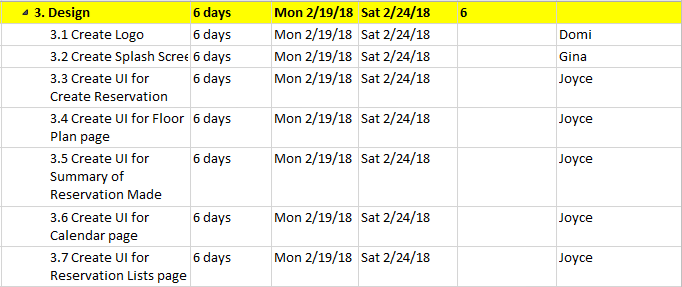 3. Design 6 days Mon 2/19/18 Sat 2/24/18 6
3.1 Create Logo 6 days Mon 2/19/18 Sat 2/24/18 Domi
3.2 Create Splash Scree 6 days Mon 2/19/18 Sat 2/24/18 Gina
3.3 Create UI for 6 days Mon 2/19/18 Sat 2/24/18 Joyce
Create Reservation
3.4 Create UI for Floor 6 days Mon 2/19/18 Sat 2/24/18 Joyce
Plan page
3.5 Create UI for 6 days Mon 2/19/18 Sat 2/24/18 Joyce
Summary of
Reservation Made
3.6 Create UI for 6 days Mon 2/19/18 Sat 2/24/18 Joyce
Calendar page
3.7 Create UI for 6 days Mon 2/19/18 Sat 2/24/18 Joyce
Reservation Lists page